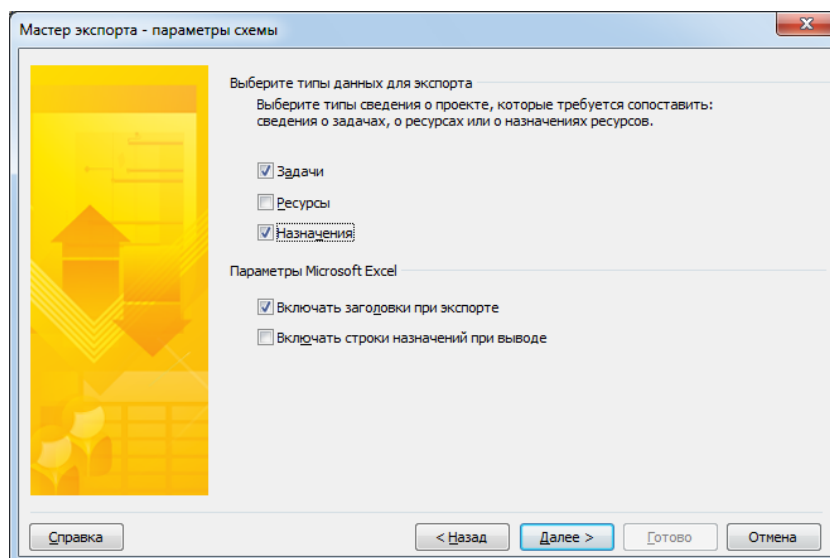 Мастер экспорта - параметры схемы
Выберите типы данных для экспорта
Выберите типы сведения о проекте, которые требуется сопоставить:
сведения о задачах, о ресурсах или о назначениях ресурсов.
Задачи
Ресурсы
Назначения
Параметры Microsoft Excel
Включать заголовки при экспорте
Включать строки назначений при выводе
Справка
< Назад
Далее >
Готово
Отмена